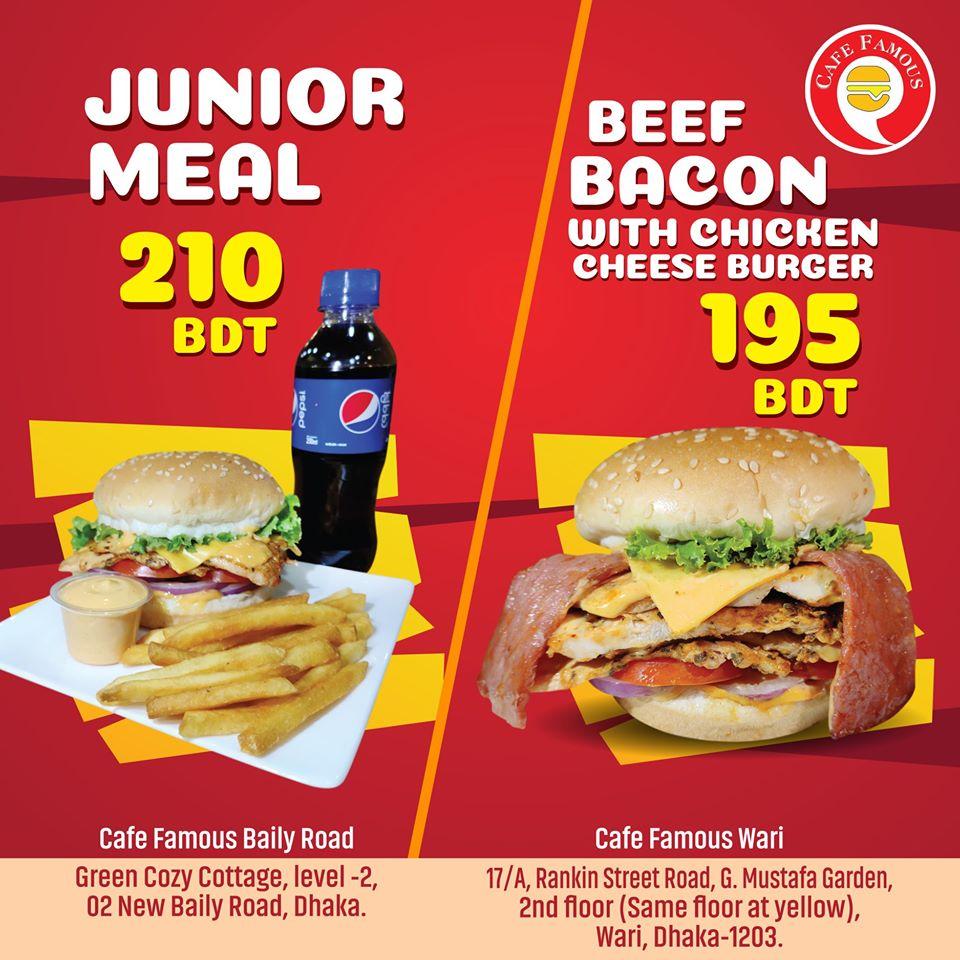 JUNIOR
MEAL
210
BDT
pepsi
পেপসি
CAFE FAMOUS
BEEF
BACON
WITH CHICKEN
CHEESE BURGER
195
BDT
Cafe Famous Baily Road
Green Cozy Cottage, level -2,
02 New Baily Road, Dhaka.
Cafe Famous Wari
17/A, Rankin Street Road, G. Mustafa Garden,
2nd floor (Same floor at yellow),
Wari, Dhaka-1203.